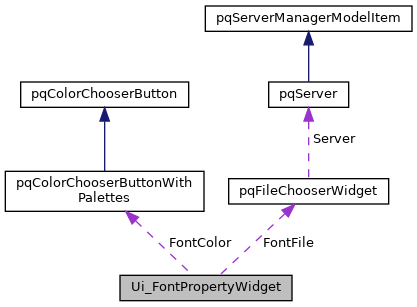 pqServerManagerModelItem
pqColorChooserButton
pqServer
Server
pqColorChooserButtonWith
Palettes
pqFileChooserWidget
FontColor
FontFile
Ui_FontPropertyWidget